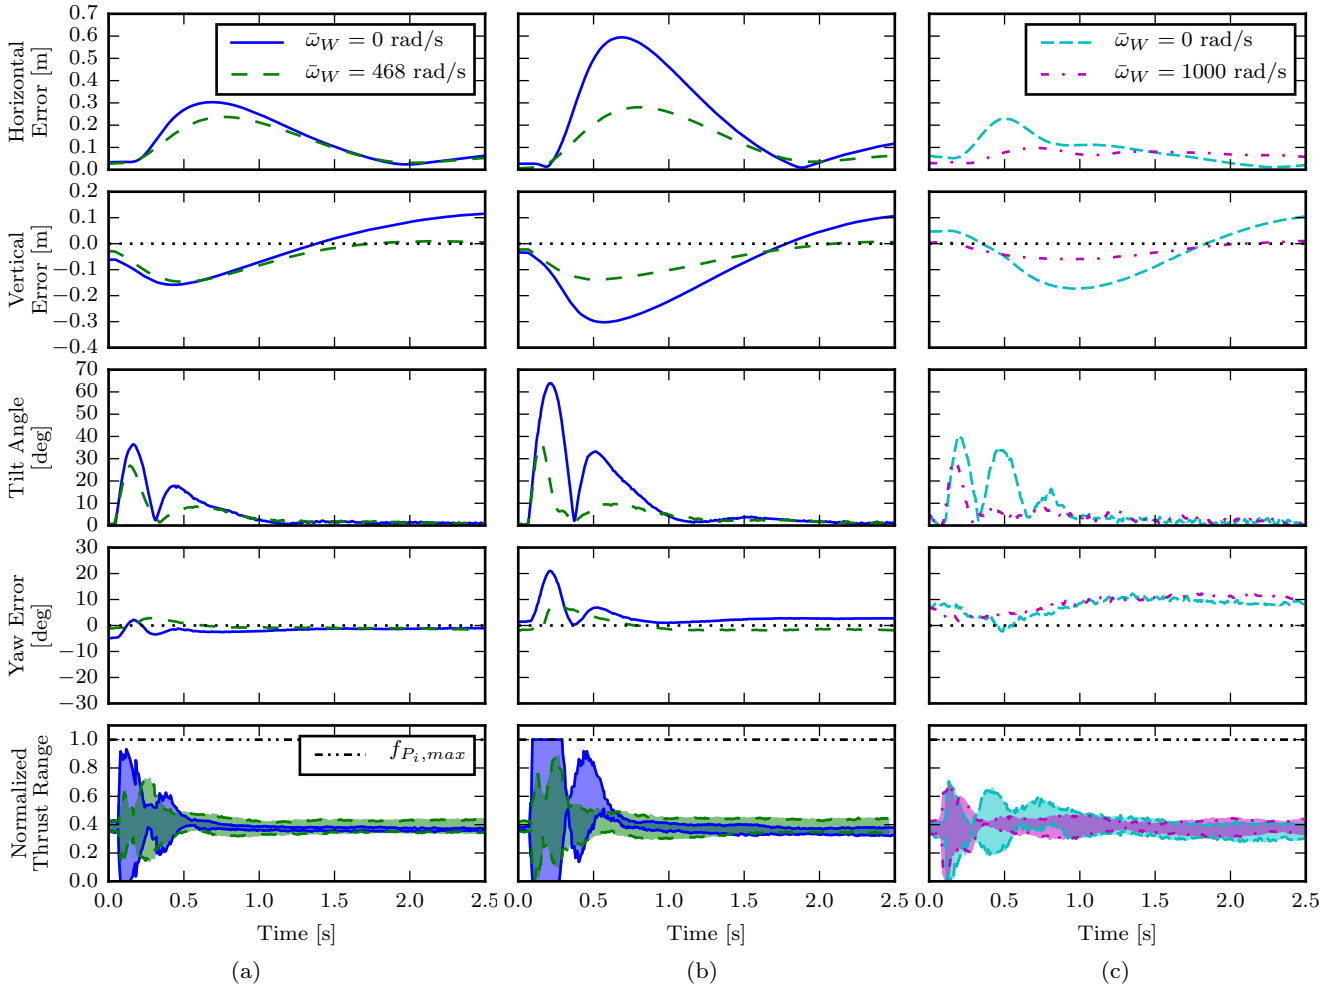 Horizontal
Error [m]
0.7
0.6
0.5
0.4
0.3
0.2
0.1
0.0
ω̄_W = 0 rad/s
ω̄_W = 468 rad/s
ω̄_W = 0 rad/s
ω̄_W = 1000 rad/s
Vertical
Error [m]
0.2
0.1
0.0
−0.1
−0.2
−0.3
−0.4
Tilt Angle
[deg]
70
60
50
40
30
20
10
0
Yaw Error
[deg]
30
20
10
0
−10
−20
−30
Normalized
Thrust Range
1.0
0.8
0.6
0.4
0.2
0.0
f_{P_i,max}
0.0 0.5 1.0 1.5 2.0 2.5
0.0 0.5 1.0 1.5 2.0
0.0 0.5 1.0 1.5 2.0 2.5
Time [s]
Time [s]
Time [s]
(a)
(b)
(c)